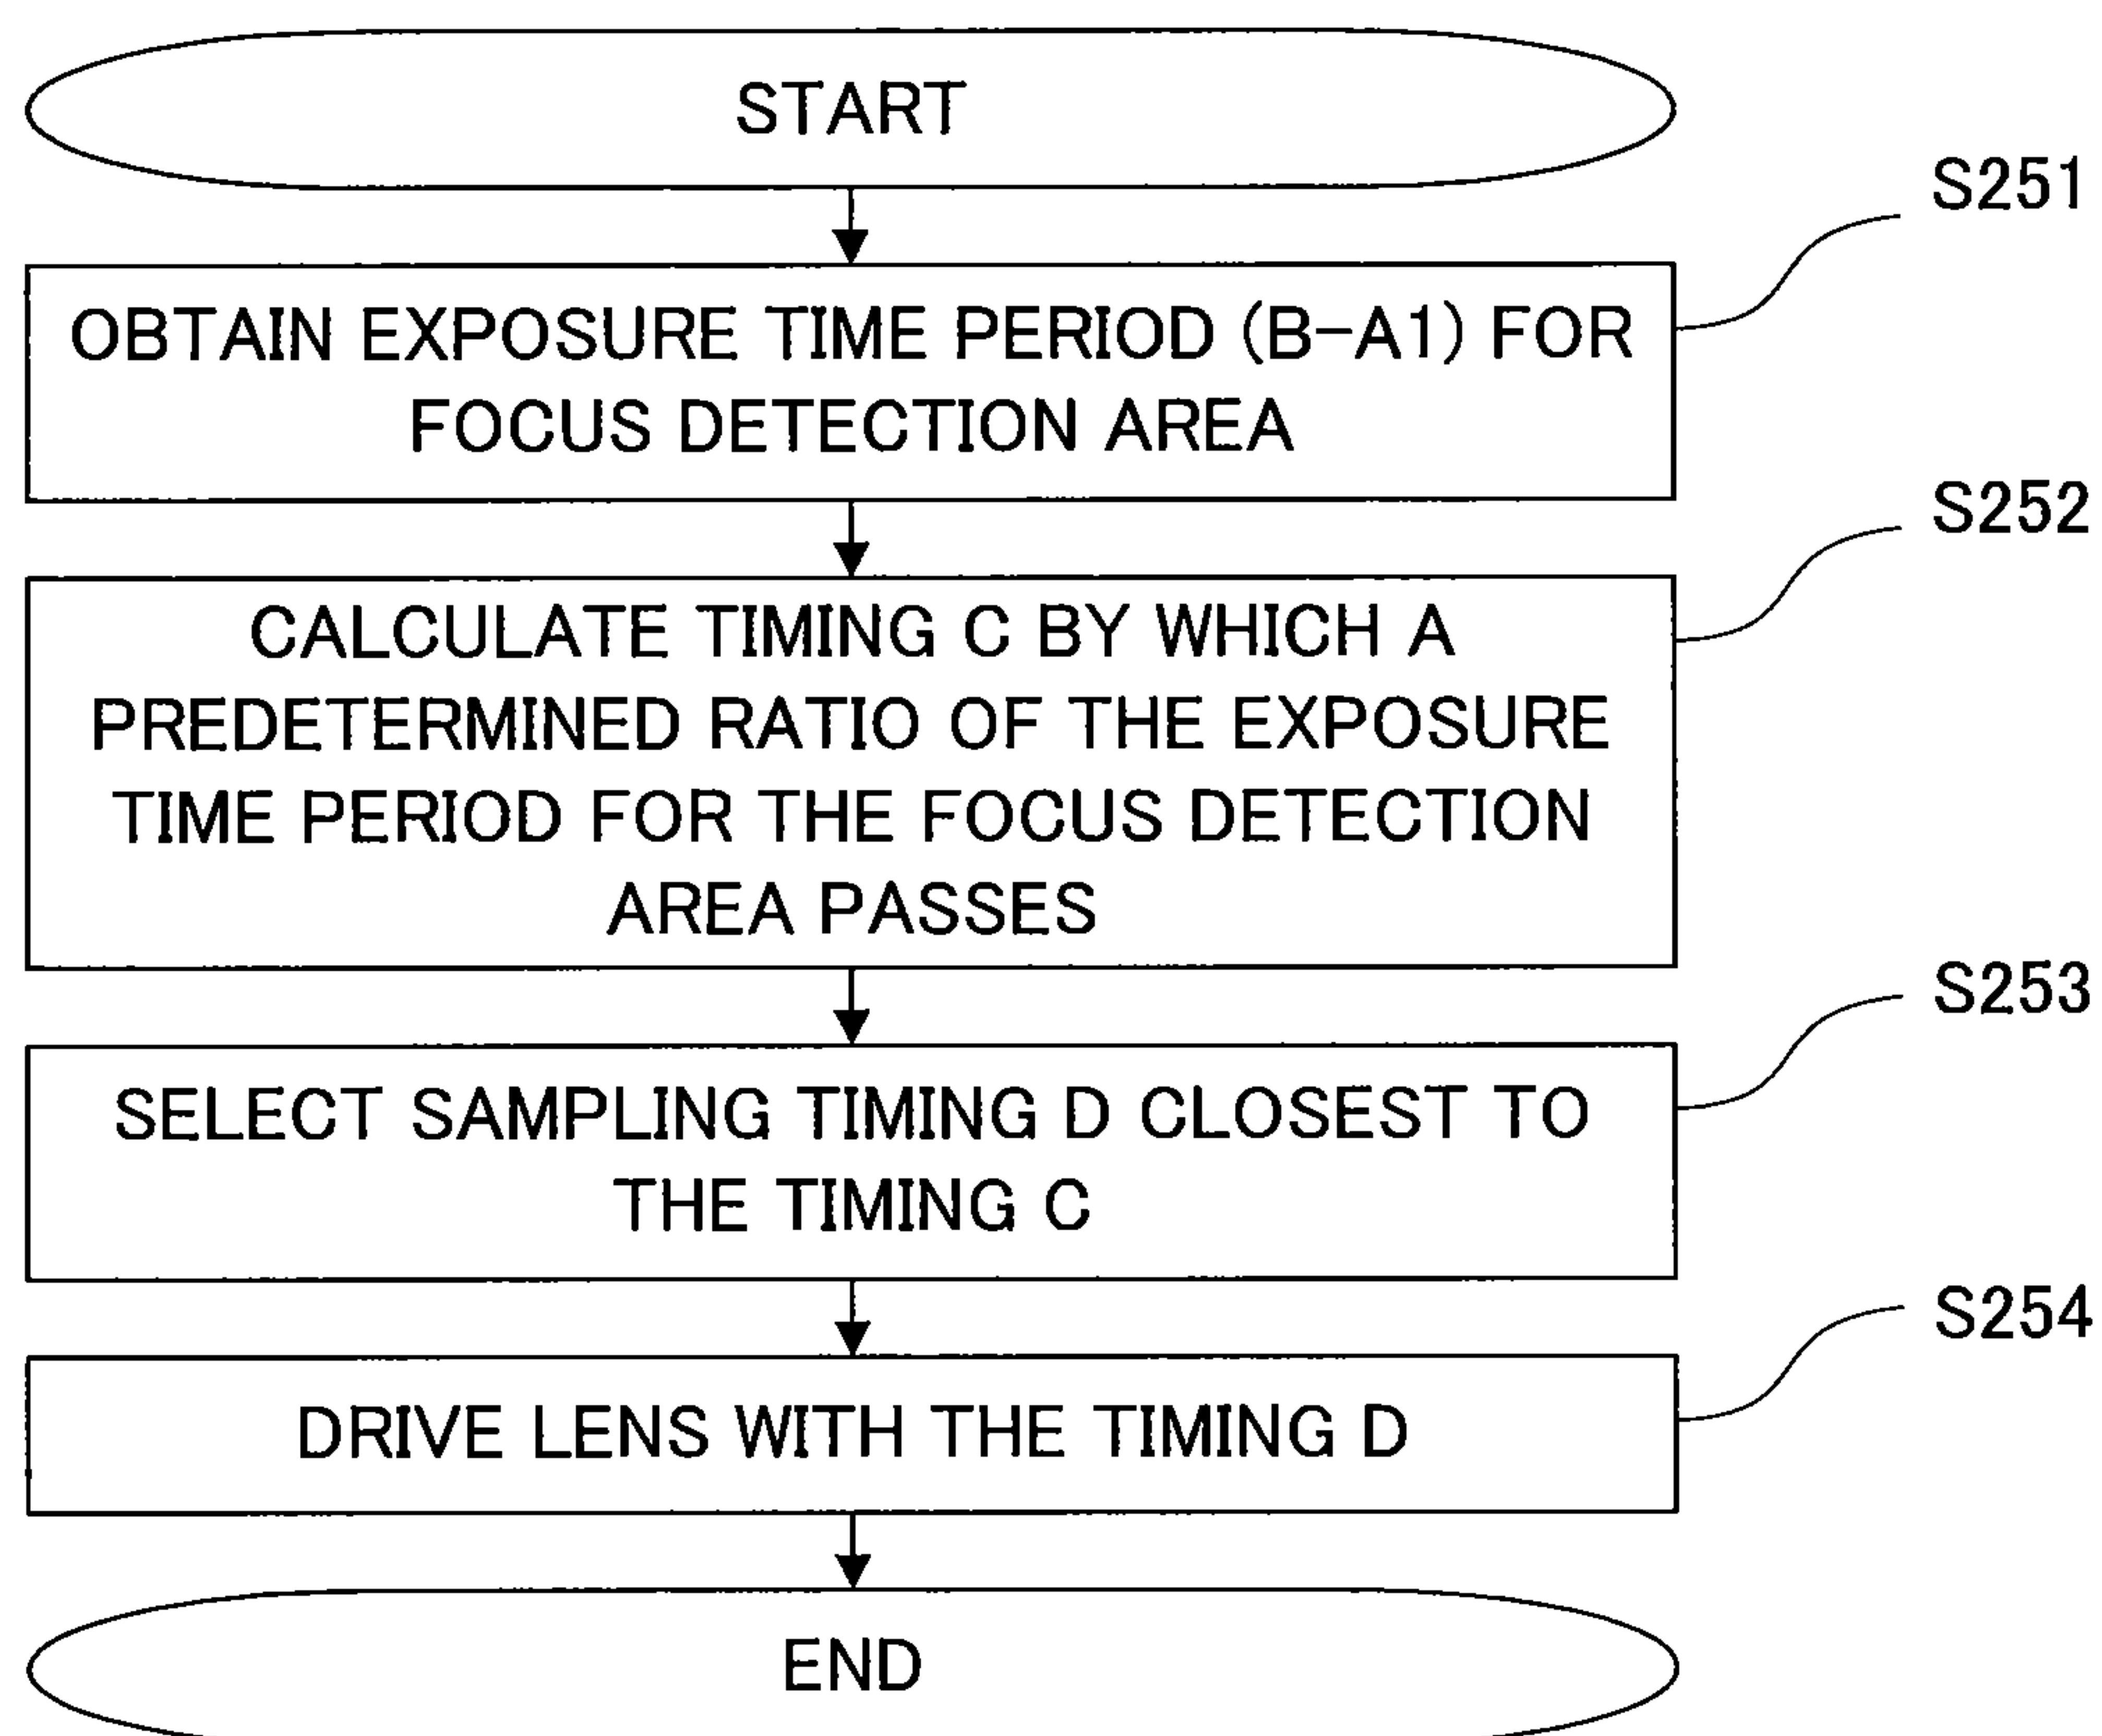 START
S251
OBTAIN EXPOSURE TIME PERIOD (B-A1) FOR
FOCUS DETECTION AREA
S252
CALCULATE TIMING C BY WHICH A
PREDETERMINED RATIO OF THE EXPOSURE
TIME PERIOD FOR THE FOCUS DETECTION
AREA PASSES
S253
SELECT SAMPLING TIMING D CLOSEST TO
THE TIMING C
S254
DRIVE LENS WITH THE TIMING D
END